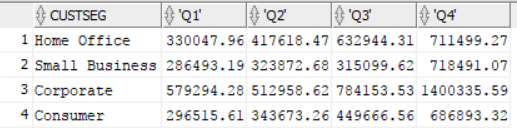 CUSTSEG 'Q1' 'Q2' 'Q3' 'Q4'
1 Home Office 330047.96 417618.47 632944.31 711499.27
2 Small Business 286493.19 323872.68 315099.62 718491.07
3 Corporate 579294.28 512958.62 784153.53 1400335.59
4 Consumer 296515.61 343673.26 449666.56 686893.32